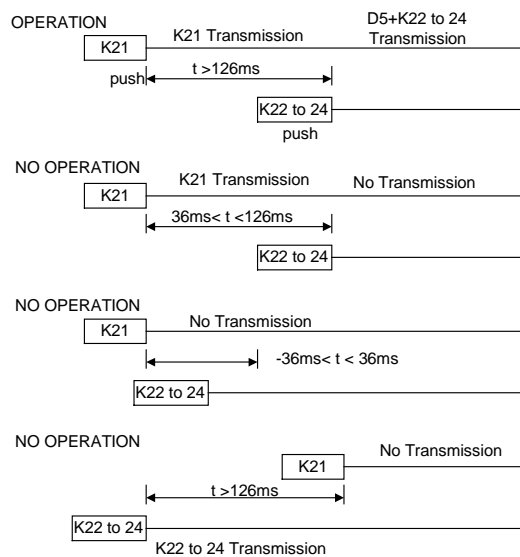 OPERATION
K21 Transmission
D5+K22 to 24
Transmission
K21
push
t >126ms
K22 to 24
push
NO OPERATION
K21 Transmission
No Transmission
K21
36ms< t <126ms
K22 to 24
NO OPERATION
K21
No Transmission
-36ms< t < 36ms
K22 to 24
NO OPERATION
No Transmission
K21
t >126ms
K22 to 24
K22 to 24 Transmission